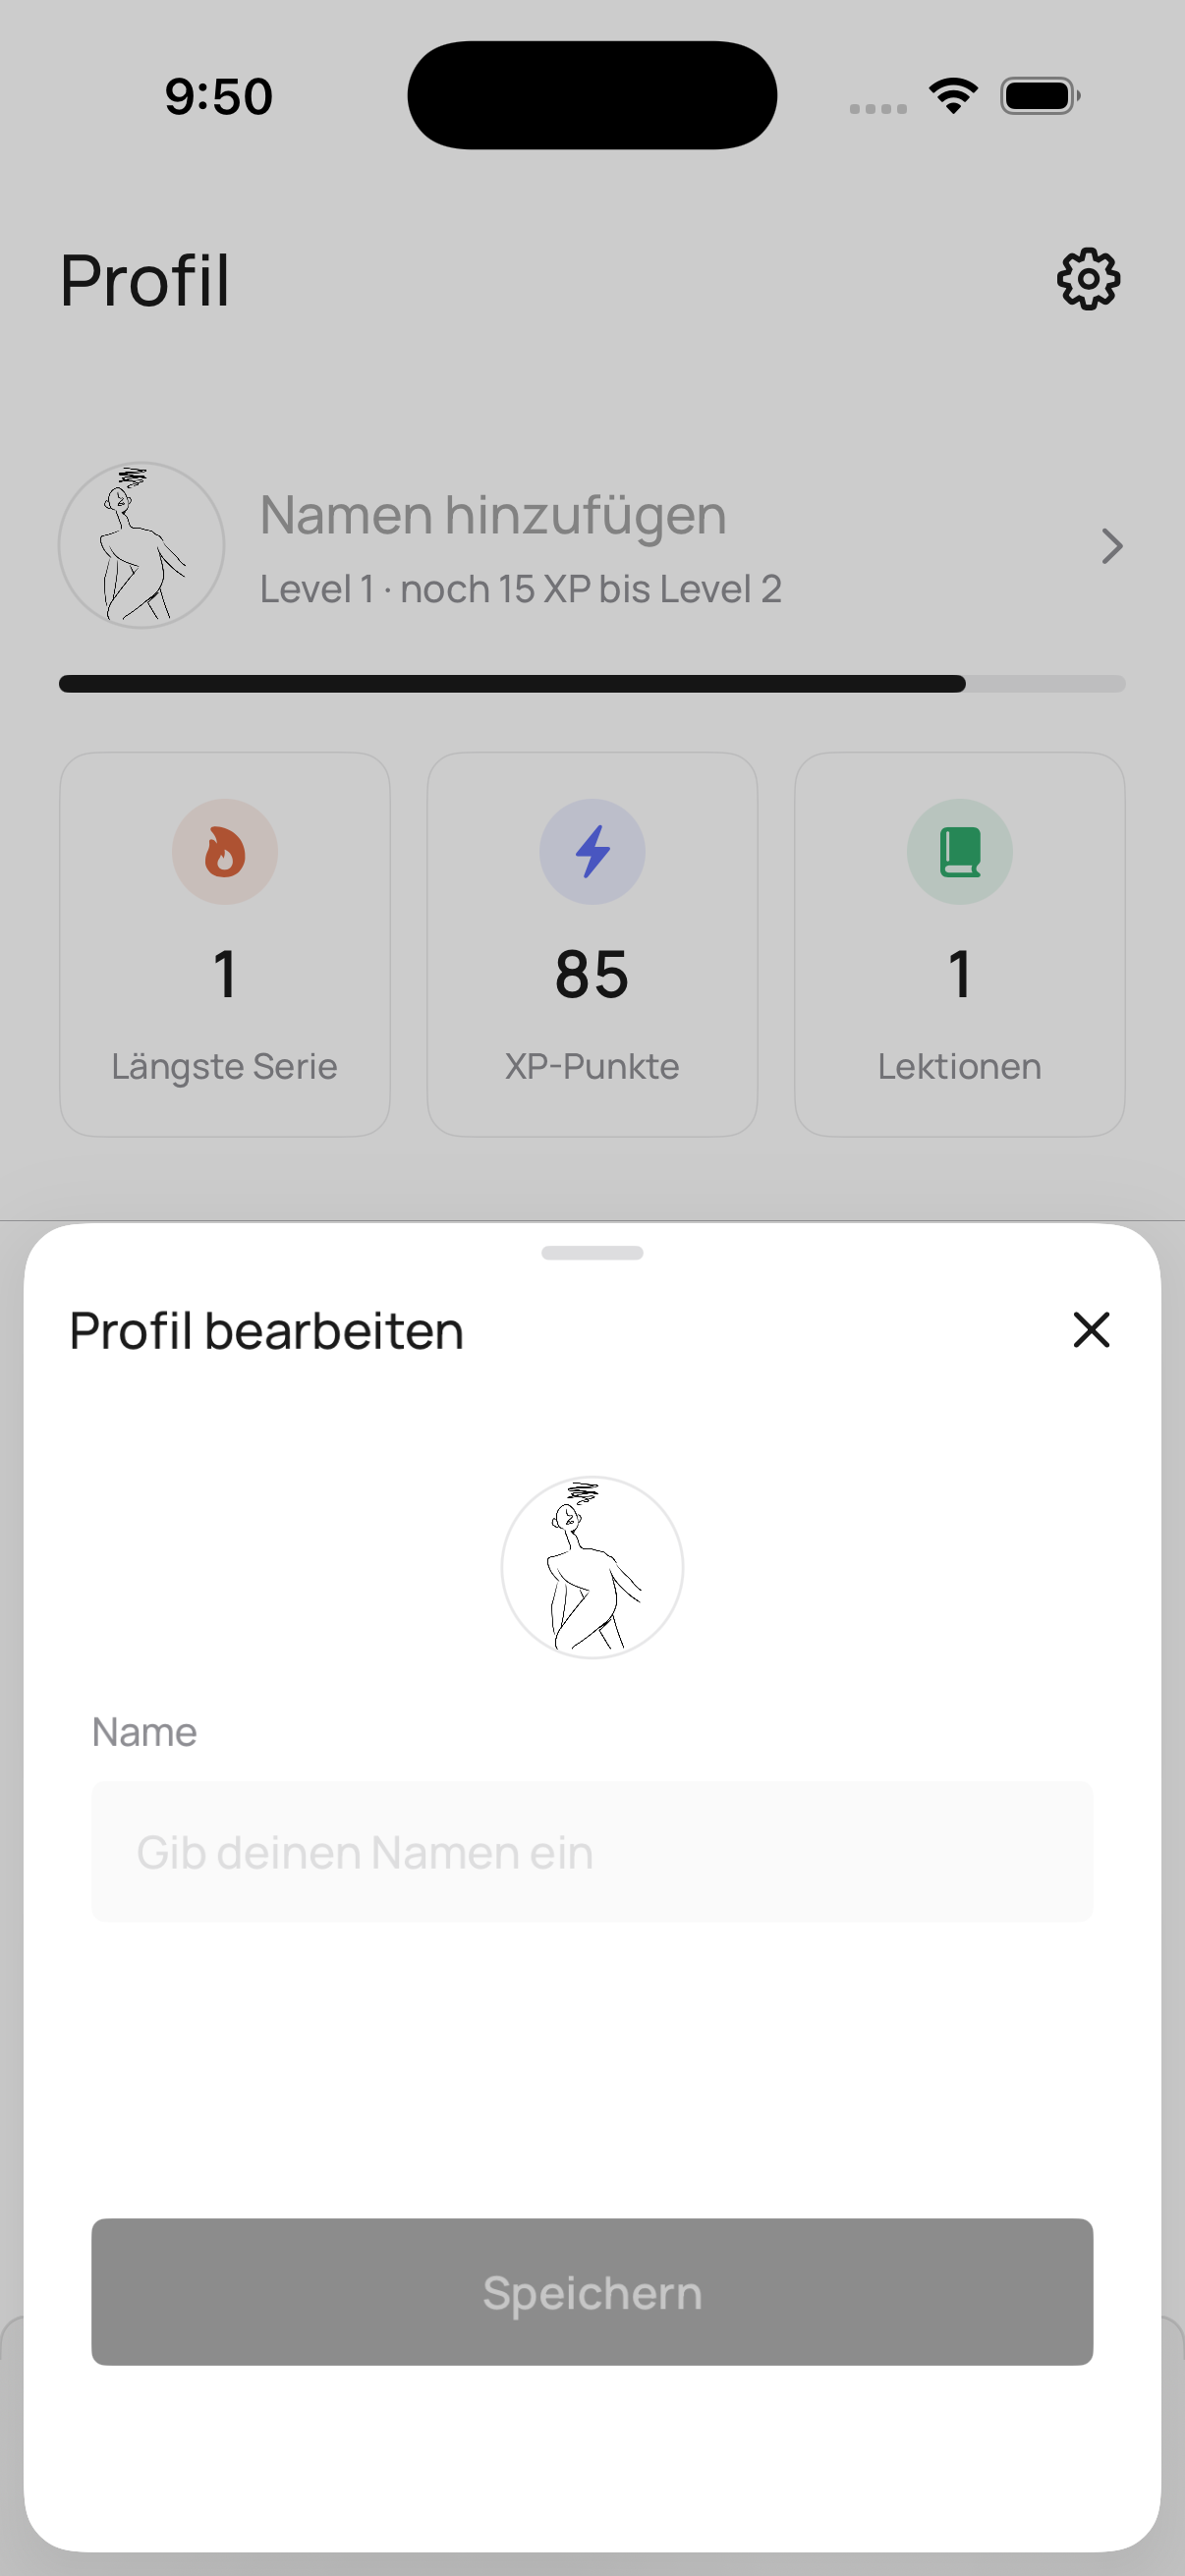 9:50
Profil
Namen hinzufügen
Level 1 · noch 15 XP bis Level 2
1
85
1
Längste Serie
XP-Punkte
Lektionen
Profil bearbeiten
Name
Gib deinen Namen ein
Speichern